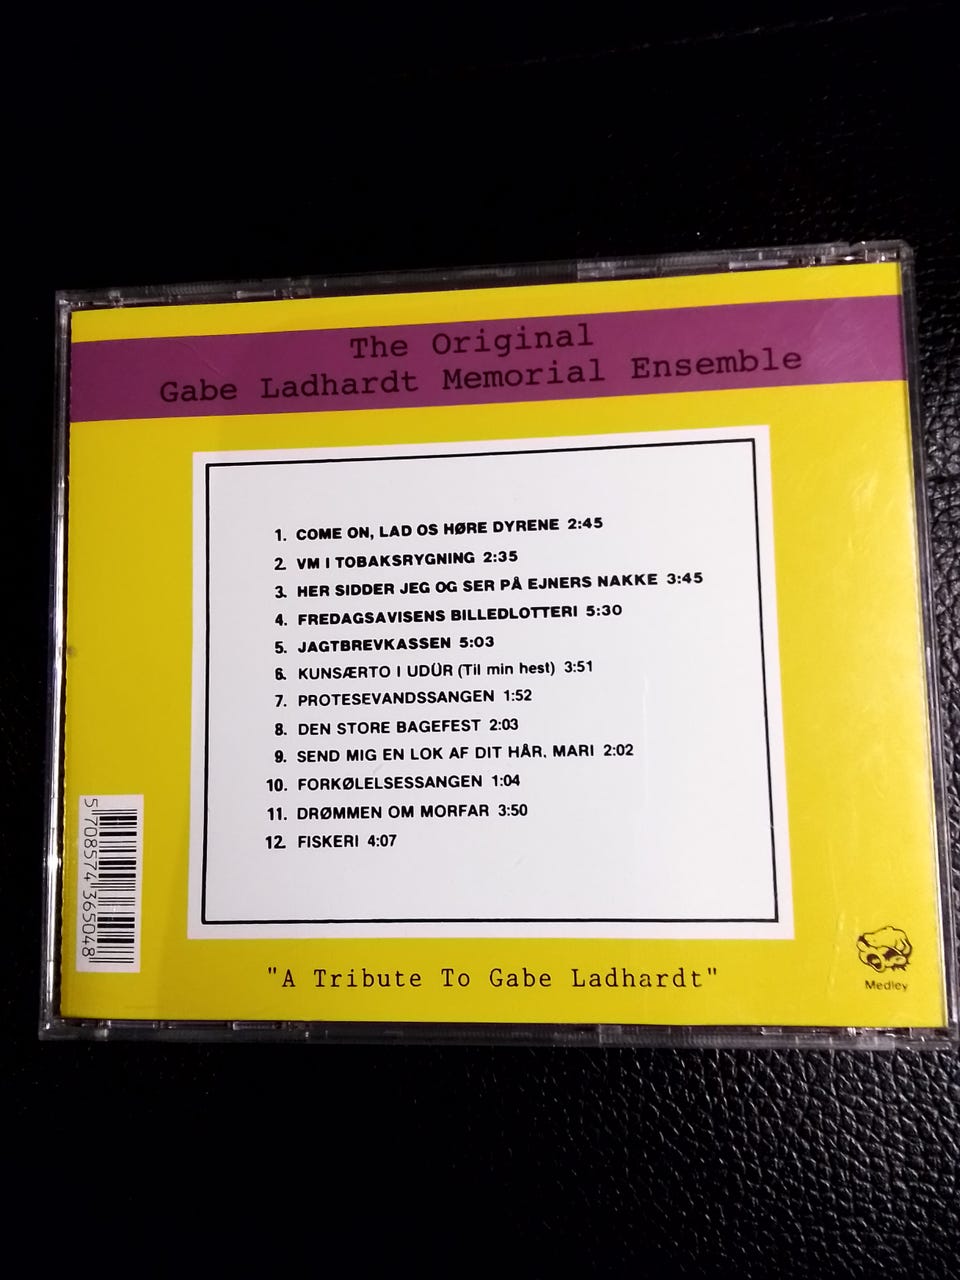 The Original
Gabe Ladhardt Memorial Ensemble
1. COME ON, LAD OS HØRE DYRENE 2:45
2. VM I TOBAKSRYGNING 2:35
3. HER SIDDER JEG OG SER PÅ EJNERS NAKKE 3:45
4. FREDAGSAVISENS BILLEDLOTTERI 5:30
5. JAGTBREVKASSEN 5:03
6. KUNSÆRTO I UDÜR (Til min hest) 3:51
7. PROTESEVANDSSANGEN 1:52
8. DEN STORE BAGEFEST 2:03
9. SEND MIG EN LOK AF DIT HÅR, MARI 2:02
10. FORKØLELSESSANGEN 1:04
11. DRØMMEN OM MORFAR 3:50
12. FISKERI 4:07
5 708574 365048
"A Tribute To Gabe Ladhardt"
Medley